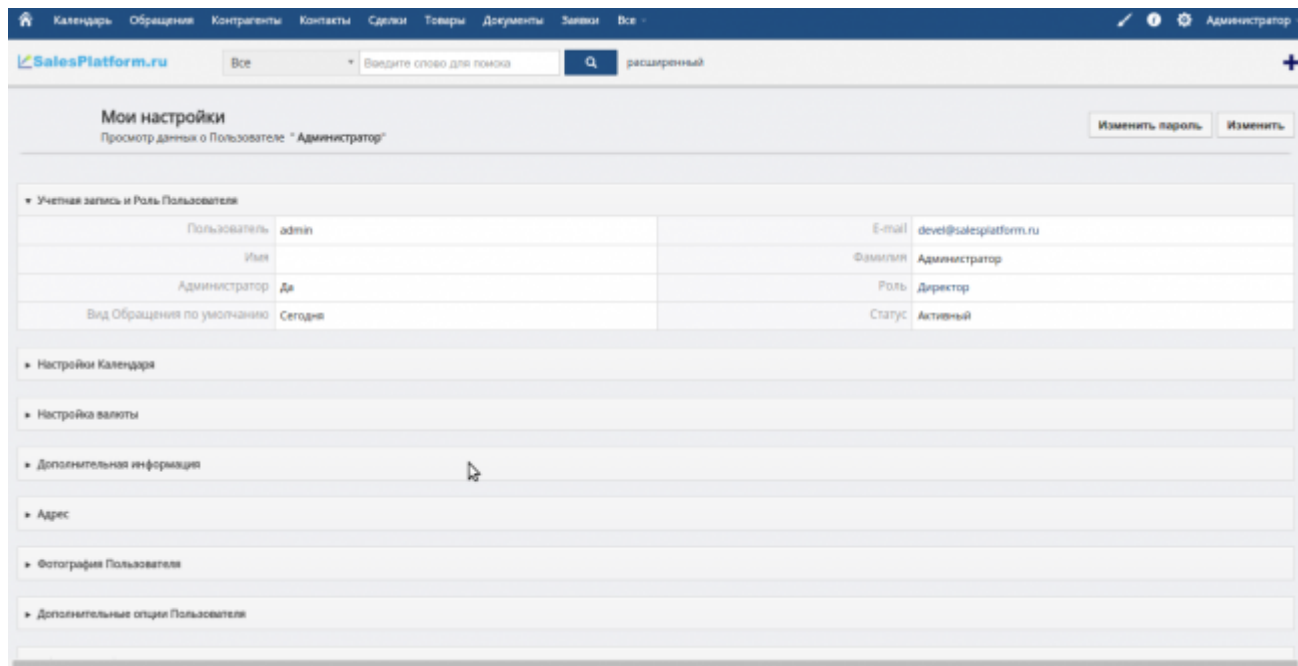 Календарь Обращения Контрагенты Контакты Сделки Товары Документы Заявки Все Администратор
SalesPlatform.ru Все Введите слово для поиска расширенный
Мои настройки
Просмотр данных о Пользователе " Администратор"
Изменить пароль Изменить
Учетная запись и Роль Пользователя
Пользователь admin E-mail devel@salesplatform.ru
Имя Фамилия Администратор
Администратор Да Роль Директор
Вид Обращения по умолчанию Сегодня Статус Активный
Настройки Календаря
Настройка валюты
Дополнительная информация
Адрес
Фотография Пользователя
Дополнительные опции Пользователя